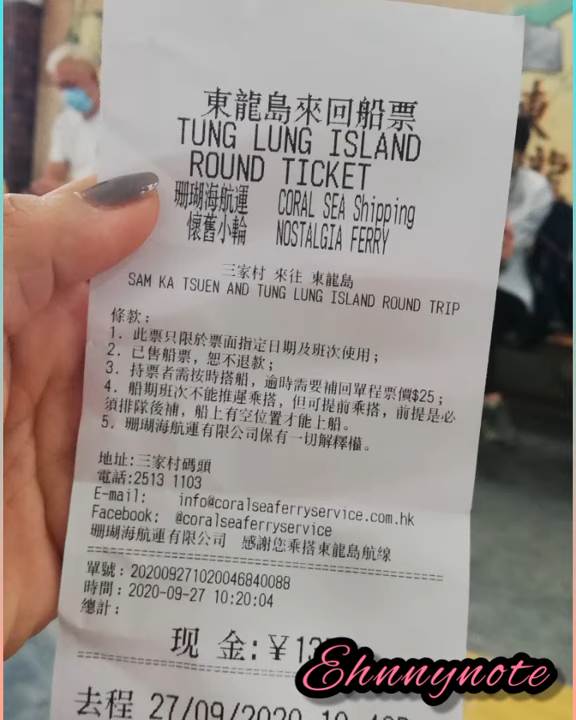 東龍島來回船票
TUNG LUNG ISLAND
ROUND TICKET
珊瑚海航運 CORAL SEA Shipping
懷舊小輪 NOSTALGIA FERRY
三家村 來往 東龍島
SAM KA TSUEN AND TUNG LUNG ISLAND ROUND TRIP
條款：
1. 此票只限於票面指定日期及班次使用；
2. 已售船票，恕不退款；
3. 持票者需按時搭船，逾時需要補回單程票價$25；
4. 船期班次不能推遲乘搭，但可提前乘搭，前提是必
須排隊後補，船上有空位置才能上船。
5. 珊瑚海航運有限公司保有一切解釋權。
地址:三家村碼頭
電話:2513 1103
E-mail: info@coralseaferryservice.com.hk
Facebook: @coralseaferryservice
珊瑚海航運有限公司 感謝您乘搭東龍島航線
單號：202009271020046840088
時間：2020-09-27 10:20:04
總計：
现 金:￥
Ehnnynote
去程 27/09/2020